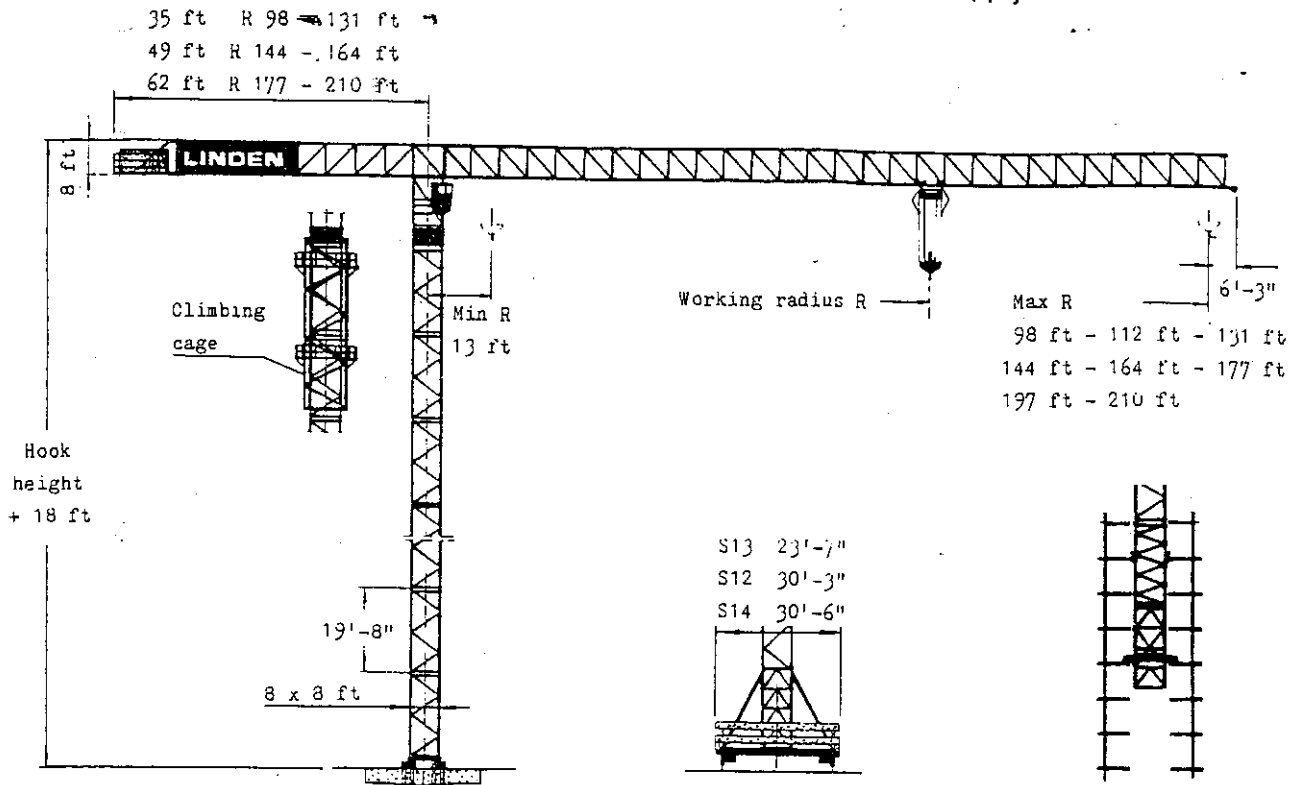 35 ft R 98 - 131 ft
49 ft R 144 - 164 ft
62 ft R 177 - 210 ft
8 ft
LINDEN
Climbing
cage
Min R
13 ft
Working radius R
6'-3"
Max R
98 ft - 112 ft - 131 ft
144 ft - 164 ft - 177 ft
197 ft - 210 ft
Hook
height
+ 18 ft
S13 23'-7"
S12 30'-3"
S14 30'-6"
19'-8"
8 x 8 ft